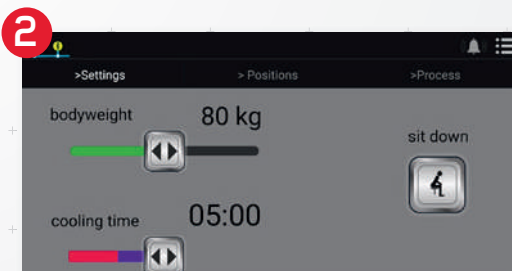 2
>Settings
> Positions
>Process
bodyweight
80 kg
sit down
cooling time
05:00